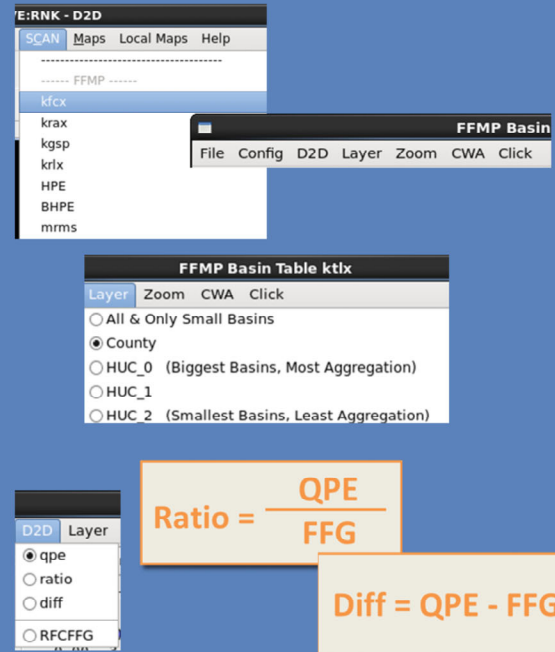 E:RNK - D2D
SCAN Maps Local Maps Help
------ FFMP ------
kfcx
krax
kgsp
krlx
HPE
BHPE
mrms
FFMP Basin
File Config D2D Layer Zoom CWA Click
FFMP Basin Table ktlx
Layer Zoom CWA Click
All & Only Small Basins
County
HUC_0 (Biggest Basins, Most Aggregation)
HUC_1
HUC_2 (Smallest Basins, Least Aggregation)
D2D Layer
qpe
ratio
diff
RFCFFG
Ratio = QPE
FFG
Diff = QPE - FFG